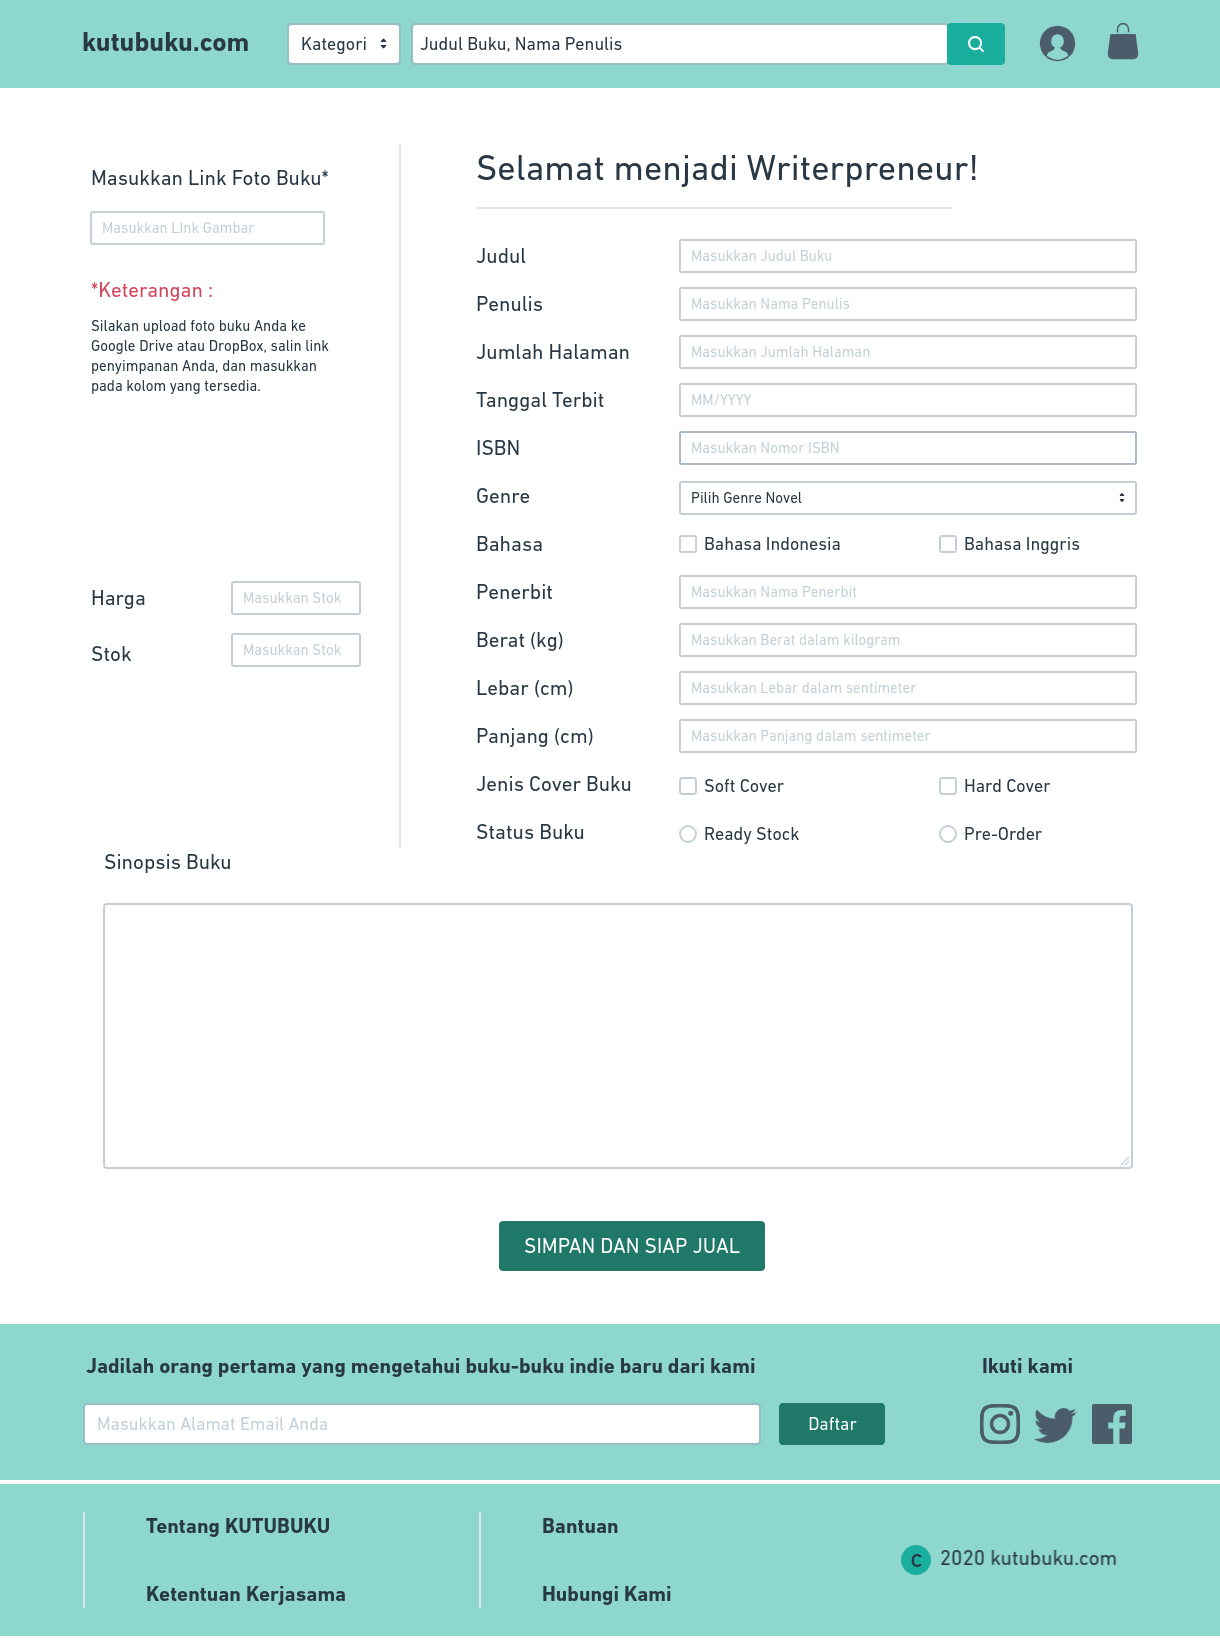 kutubuku.com
Kategori
Judul Buku, Nama Penulis
Masukkan Link Foto Buku*
Masukkan LInk Gambar
*Keterangan :
Silakan upload foto buku Anda ke
Google Drive atau DropBox, salin link
penyimpanan Anda, dan masukkan
pada kolom yang tersedia.
Harga
Masukkan Stok
Stok
Masukkan Stok
Selamat menjadi Writerpreneur!
Judul
Masukkan Judul Buku
Penulis
Masukkan Nama Penulis
Jumlah Halaman
Masukkan Jumlah Halaman
Tanggal Terbit
MM/YYYY
ISBN
Masukkan Nomor ISBN
Genre
Pilih Genre Novel
Bahasa
Bahasa Indonesia
Bahasa Inggris
Penerbit
Masukkan Nama Penerbit
Berat (kg)
Masukkan Berat dalam kilogram
Lebar (cm)
Masukkan Lebar dalam sentimeter
Panjang (cm)
Masukkan Panjang dalam sentimeter
Jenis Cover Buku
Soft Cover
Hard Cover
Status Buku
Ready Stock
Pre-Order
Sinopsis Buku
SIMPAN DAN SIAP JUAL
Jadilah orang pertama yang mengetahui buku-buku indie baru dari kami
Masukkan Alamat Email Anda
Daftar
Ikuti kami
Tentang KUTUBUKU
Ketentuan Kerjasama
Bantuan
Hubungi Kami
C 2020 kutubuku.com